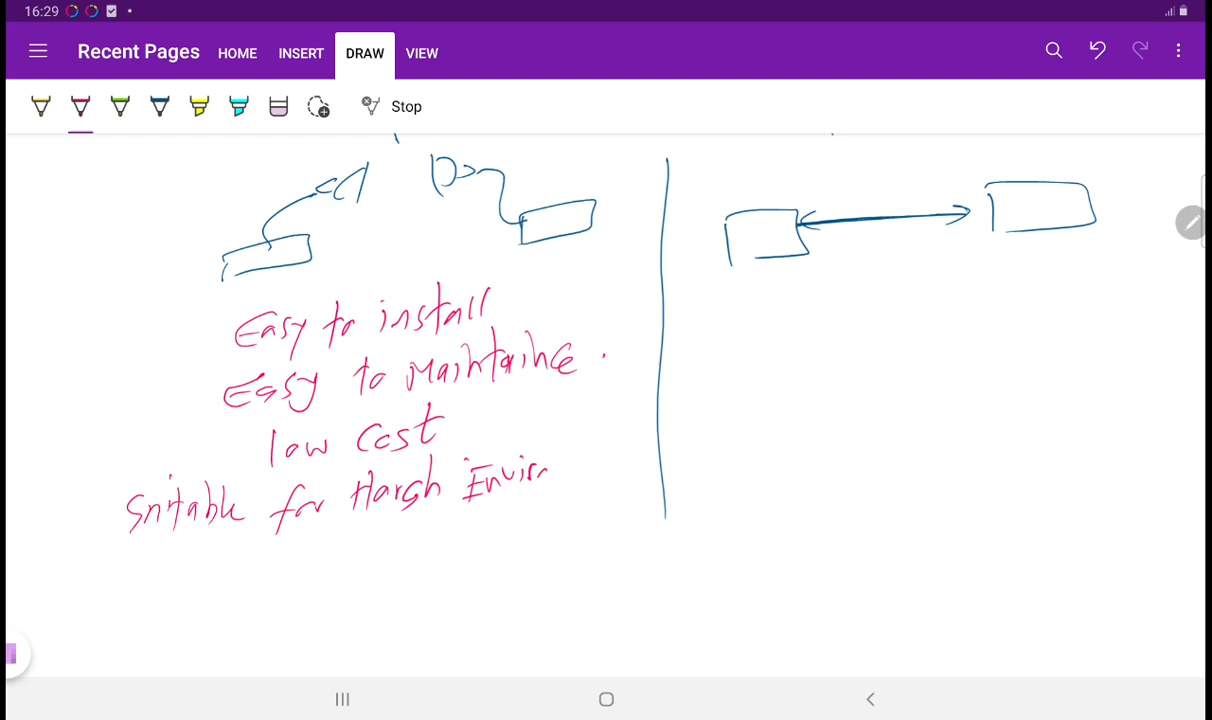 16:29
Recent Pages HOME INSERT DRAW VIEW
Stop
Easy to install
Easy to Maintaince .
low cost
Suitable for Harsh Envir